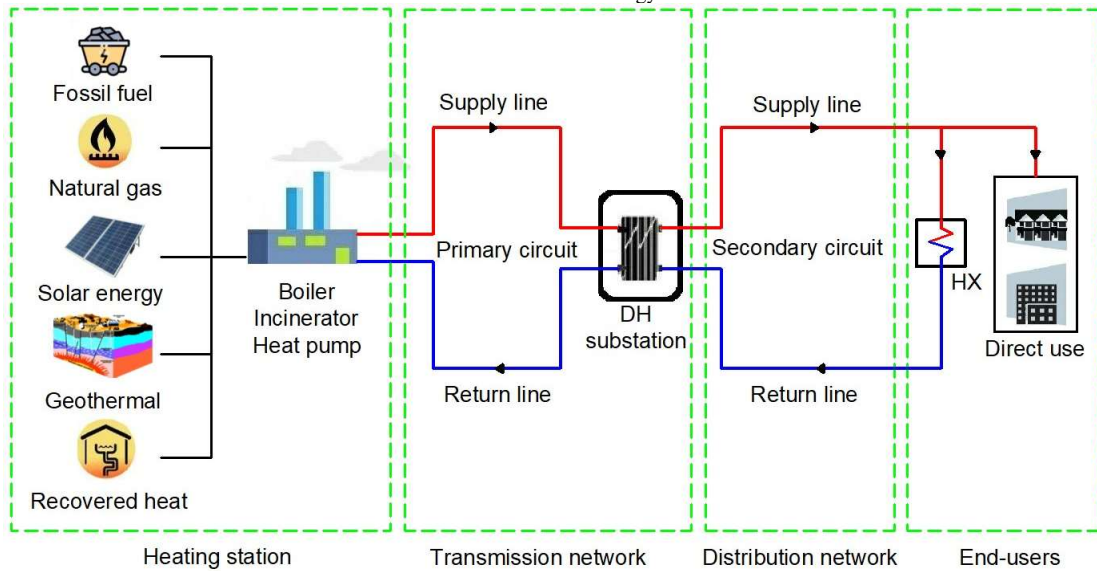 Fossil fuel
Natural gas
Solar energy
Geothermal
Recovered heat
Boiler
Incinerator
Heat pump
Supply line
Primary circuit
DH
substation
Return line
Supply line
Secondary circuit
Return line
HX
Direct use
Heating station
Transmission network
Distribution network
End-users